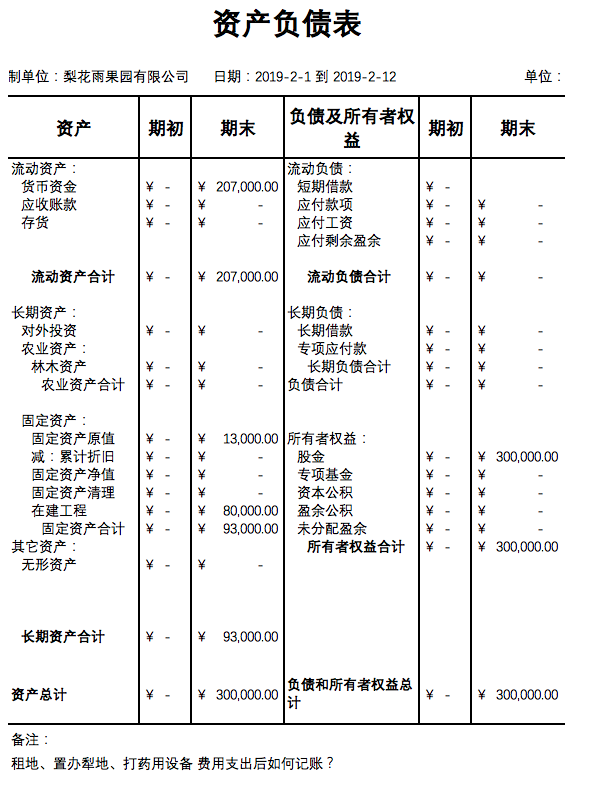 资产负债表
制单位：梨花雨果园有限公司 日期：2019-2-1 到 2019-2-12 单位：
资产 期初 期末 负债及所有者权益 期初 期末
流动资产： 流动负债：
货币资金 ¥ - ¥ 207,000.00 短期借款 ¥ -
应收账款 ¥ - ¥ - 应付款项 ¥ - ¥ -
存货 ¥ - ¥ - 应付工资 ¥ - ¥ -
应付剩余盈余 ¥ - ¥ -
流动资产合计 ¥ - ¥ 207,000.00 流动负债合计 ¥ - ¥ -
长期资产： 长期负债：
对外投资 ¥ - ¥ - 长期借款 ¥ - ¥ -
农业资产： 专项应付款 ¥ - ¥ -
林木资产 ¥ - ¥ - 长期负债合计 ¥ - ¥ -
农业资产合计 ¥ - ¥ - 负债合计 ¥ - ¥ -
固定资产：
固定资产原值 ¥ - ¥ 13,000.00 所有者权益：
减：累计折旧 ¥ - ¥ - 股金 ¥ - ¥ 300,000.00
固定资产净值 ¥ - ¥ - 专项基金 ¥ - ¥ -
固定资产清理 ¥ - ¥ - 资本公积 ¥ - ¥ -
在建工程 ¥ - ¥ 80,000.00 盈余公积 ¥ - ¥ -
固定资产合计 ¥ - ¥ 93,000.00 未分配盈余 ¥ - ¥ -
其它资产： 所有者权益合计 ¥ - ¥ 300,000.00
无形资产 ¥ - ¥ -
长期资产合计 ¥ - ¥ 93,000.00
资产总计 ¥ - ¥ 300,000.00 负债和所有者权益总计 ¥ - ¥ 300,000.00
备注：
租地、置办犁地、打药用设备 费用支出后如何记账？